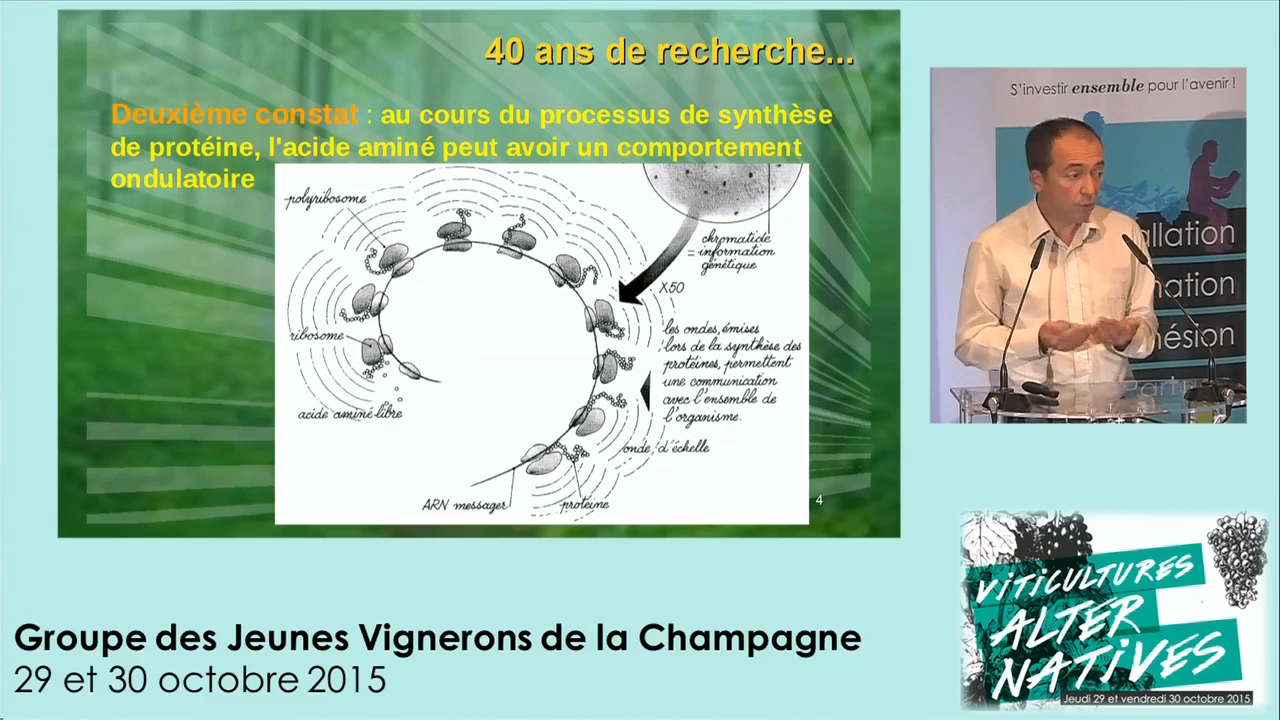 40 ans de recherche...
Deuxième constat : au cours du processus de synthèse
de protéine, l'acide aminé peut avoir un comportement
ondulatoire
polyribosome
chromatide
= information
génétique
X50
ribosome
les ondes, émises
lors de la synthèse des
protéines, permettent
une communication
avec l'ensemble de
l'organisme.
acide aminé libre
onde d'échelle
ARN messager
protéine
4
S'investir ensemble pour l'avenir !
allation
mation
hésion
Groupe des Jeunes Vignerons de la Champagne
29 et 30 octobre 2015
VITICULTURES
ALTER
NATIVES
Jeudi 29 et vendredi 30 octobre 2015